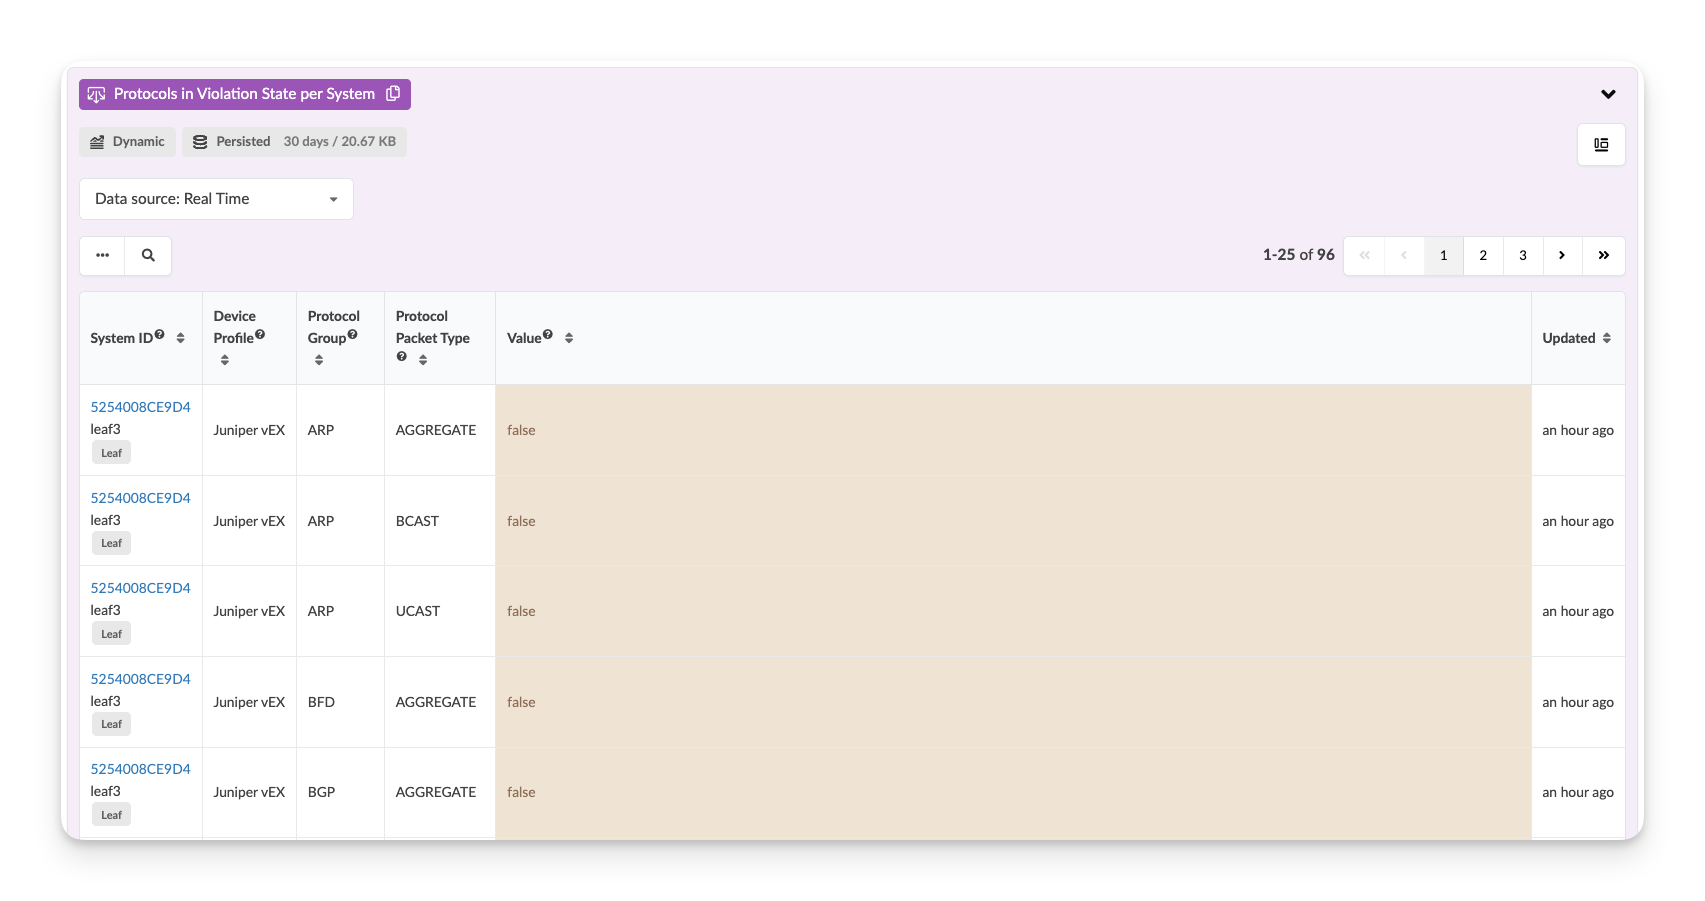 Protocols in Violation State per System
Dynamic Persisted 30 days / 20.67 KB
Data source: Real Time
1-25 of 96 1 2 3
System ID Device Profile Protocol Group Protocol Packet Type Value Updated
5254008CE9D4
leaf3 Juniper vEX ARP AGGREGATE false an hour ago
Leaf
5254008CE9D4
leaf3 Juniper vEX ARP BCAST false an hour ago
Leaf
5254008CE9D4
leaf3 Juniper vEX ARP UCAST false an hour ago
Leaf
5254008CE9D4
leaf3 Juniper vEX BFD AGGREGATE false an hour ago
Leaf
5254008CE9D4
leaf3 Juniper vEX BGP AGGREGATE false an hour ago
Leaf